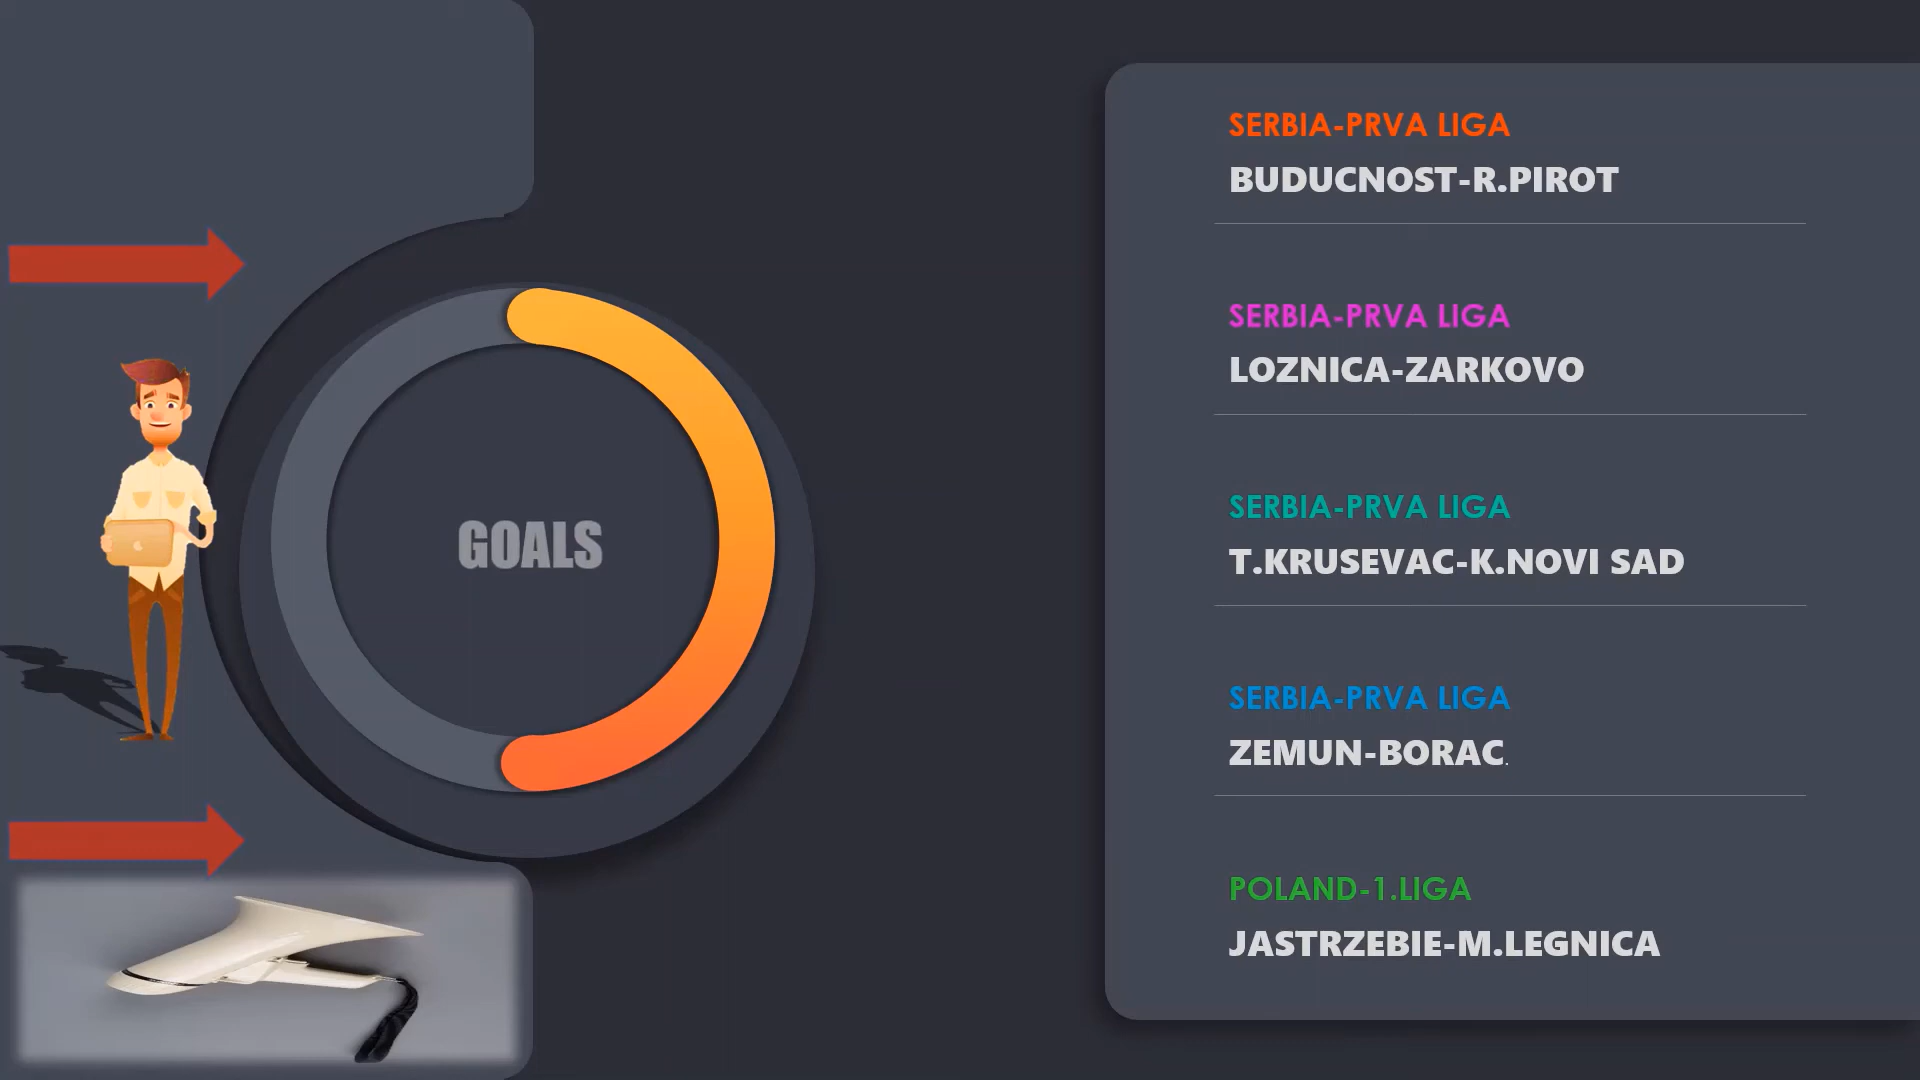 GOALS
SERBIA-PRVA LIGA
BUDUCNOST-R.PIROT
SERBIA-PRVA LIGA
LOZNICA-ZARKOVO
SERBIA-PRVA LIGA
T.KRUSEVAC-K.NOVI SAD
SERBIA-PRVA LIGA
ZEMUN-BORAC.
POLAND-1.LIGA
JASTRZEBIE-M.LEGNICA